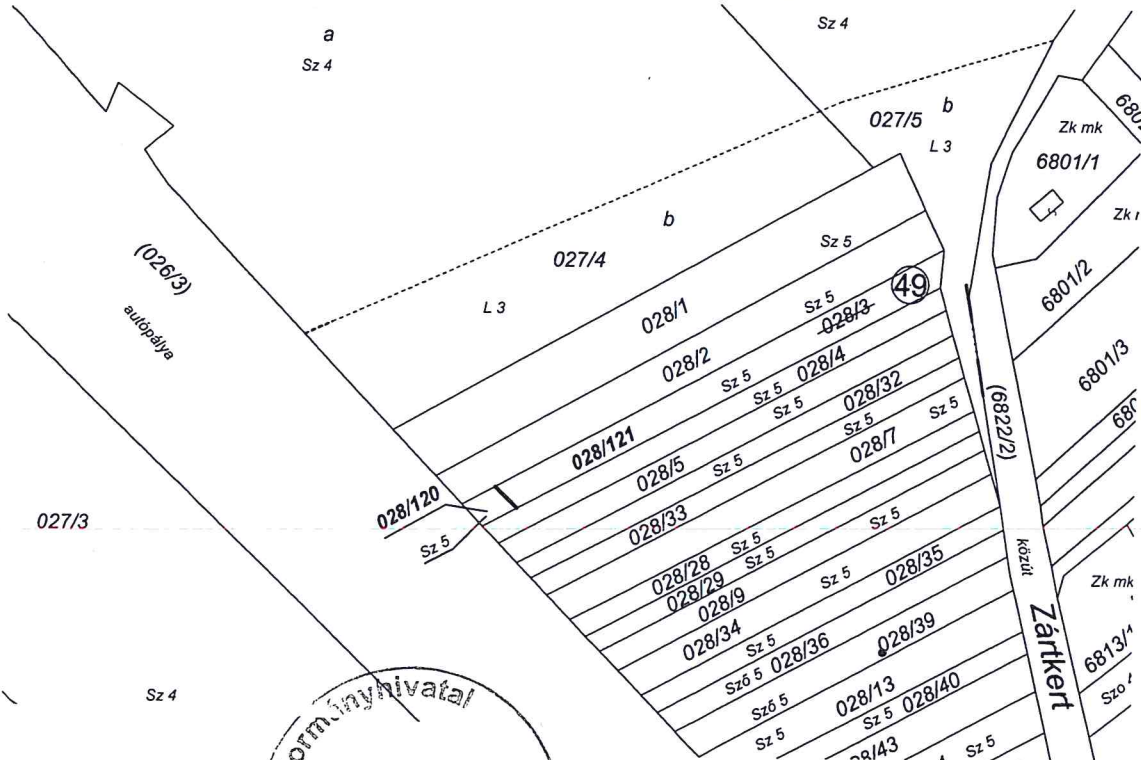 a
Sz 4
Sz 4
b
027/5
L 3
Zk mk
6801/1
b
027/4
L 3
(026/3)
autópálya
Sz 5
028/1
49
Sz 5
028/3
028/2
6801/2
Sz 5
028/4
Sz 5
Sz 5
028/32
6801/3
028/121
Sz 5
Sz 5
(6822/2)
028/7
028/5
Sz 5
028/120
Sz 5
027/3
028/33
Sz 5
közút
028/28
Sz 5
028/29
Sz 5
028/35
Sz 5
028/9
Zk mk
Zártkert
028/34
Sz 5
028/36
028/39
Sz 4
Sző 5
028/13
028/40
Sző 5
Sz 5
Sz 5
Sz 5
ormányhivatal